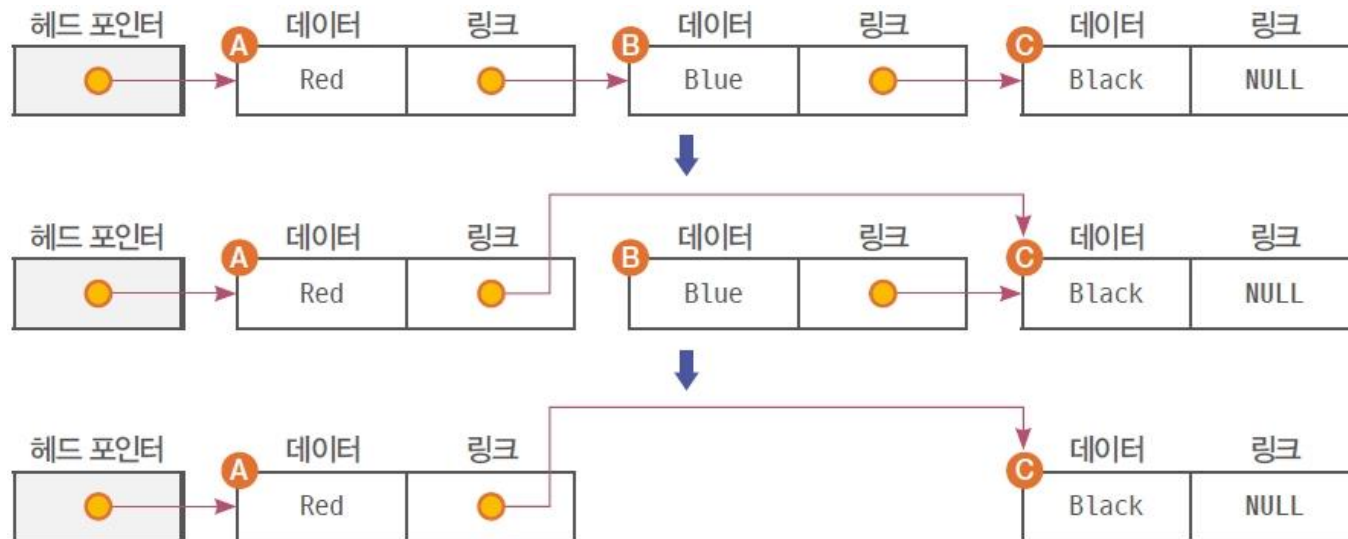 헤드 포인터 A 데이터 링크 B 데이터 링크 C 데이터 링크
Red Blue Black NULL
헤드 포인터 A 데이터 링크 B 데이터 링크 C 데이터 링크
Red Blue Black NULL
헤드 포인터 A 데이터 링크 C 데이터 링크
Red Black NULL